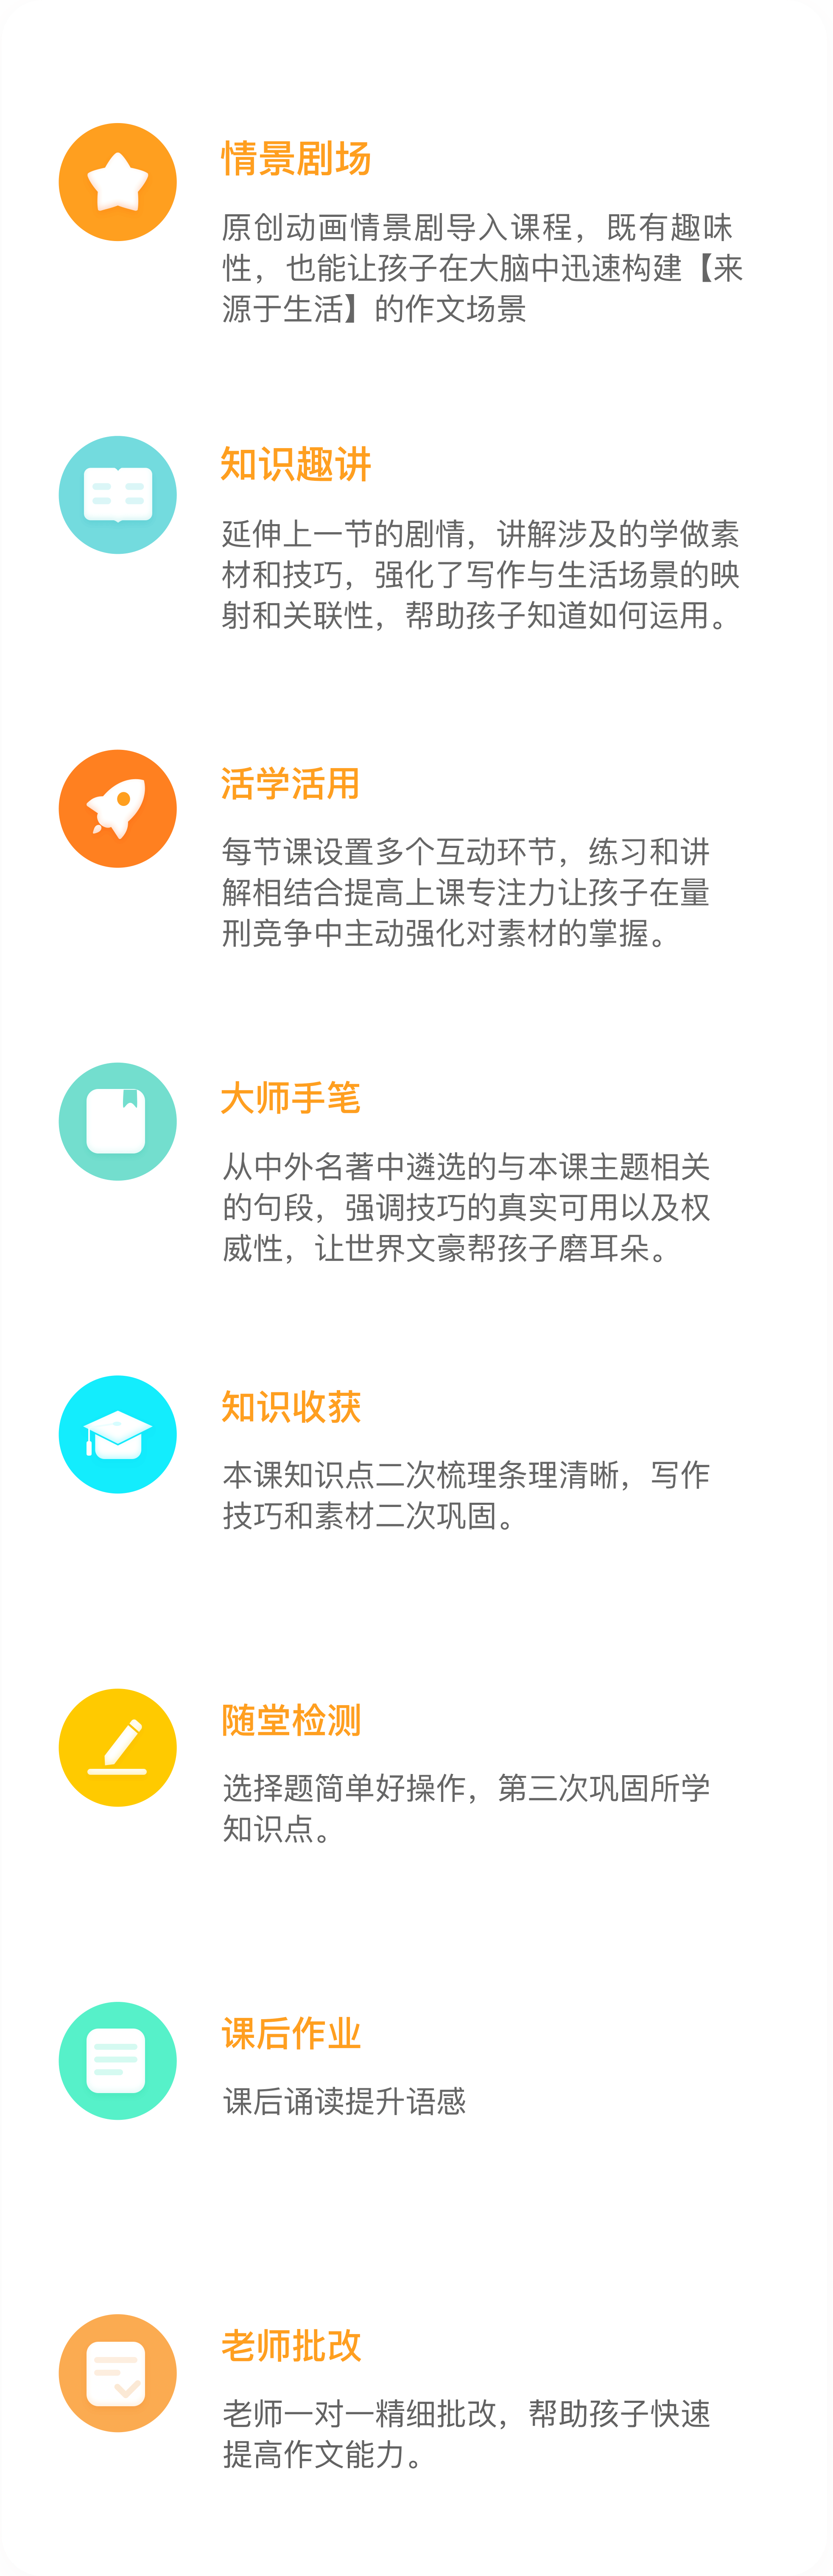 情景剧场
原创动画情景剧导入课程，既有趣味
性，也能让孩子在大脑中迅速构建【来
源于生活】的作文场景
知识趣讲
延伸上一节的剧情，讲解涉及的学做素
材和技巧，强化了写作与生活场景的映
射和关联性，帮助孩子知道如何运用。
活学活用
每节课设置多个互动环节，练习和讲
解相结合提高上课专注力让孩子在量
刑竞争中主动强化对素材的掌握。
大师手笔
从中外名著中遴选的与本课主题相关
的句段，强调技巧的真实可用以及权
威性，让世界文豪帮孩子磨耳朵。
知识收获
本课知识点二次梳理条理清晰，写作
技巧和素材二次巩固。
随堂检测
选择题简单好操作，第三次巩固所学
知识点。
课后作业
课后诵读提升语感
老师批改
老师一对一精细批改，帮助孩子快速
提高作文能力。